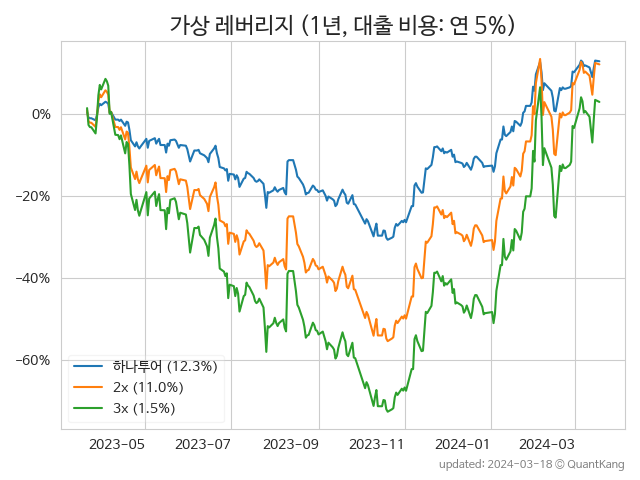 가상 레버리지 (1년, 대출 비용: 연 5%)
0%
−20%
−40%
−60%
하나투어 (12.3%)
2x (11.0%)
3x (1.5%)
2023-05 2023-07 2023-09 2023-11 2024-01 2024-03
updated: 2024-03-18 © QuantKang